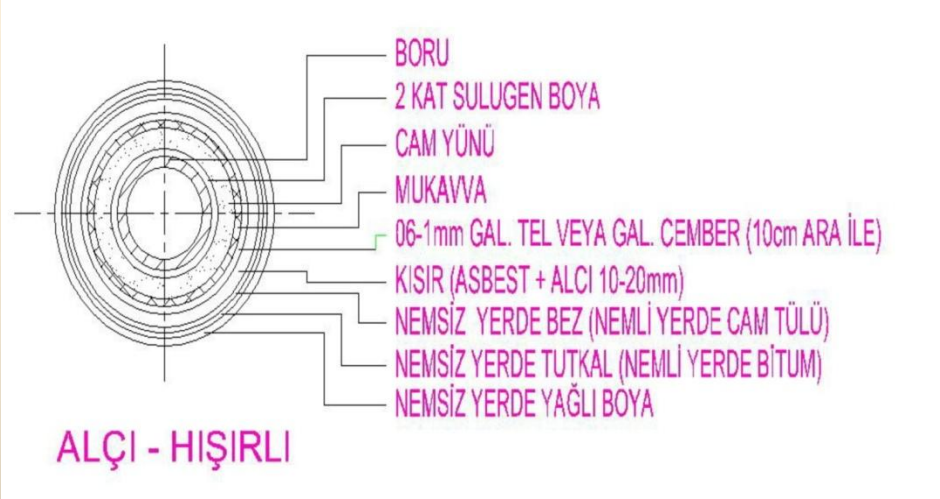 BORU
2 KAT SULUGEN BOYA
CAM YÜNÜ
MUKAVVA
06-1mm GAL. TEL VEYA GAL. CEMBER (10cm ARA İLE)
KISIR (ASBEST + ALCI 10-20mm)
NEMSİZ YERDE BEZ (NEMLİ YERDE CAM TÜLÜ)
NEMSİZ YERDE TUTKAL (NEMLİ YERDE BİTUM)
NEMSİZ YERDE YAĞLI BOYA
ALÇI - HIŞIRLI